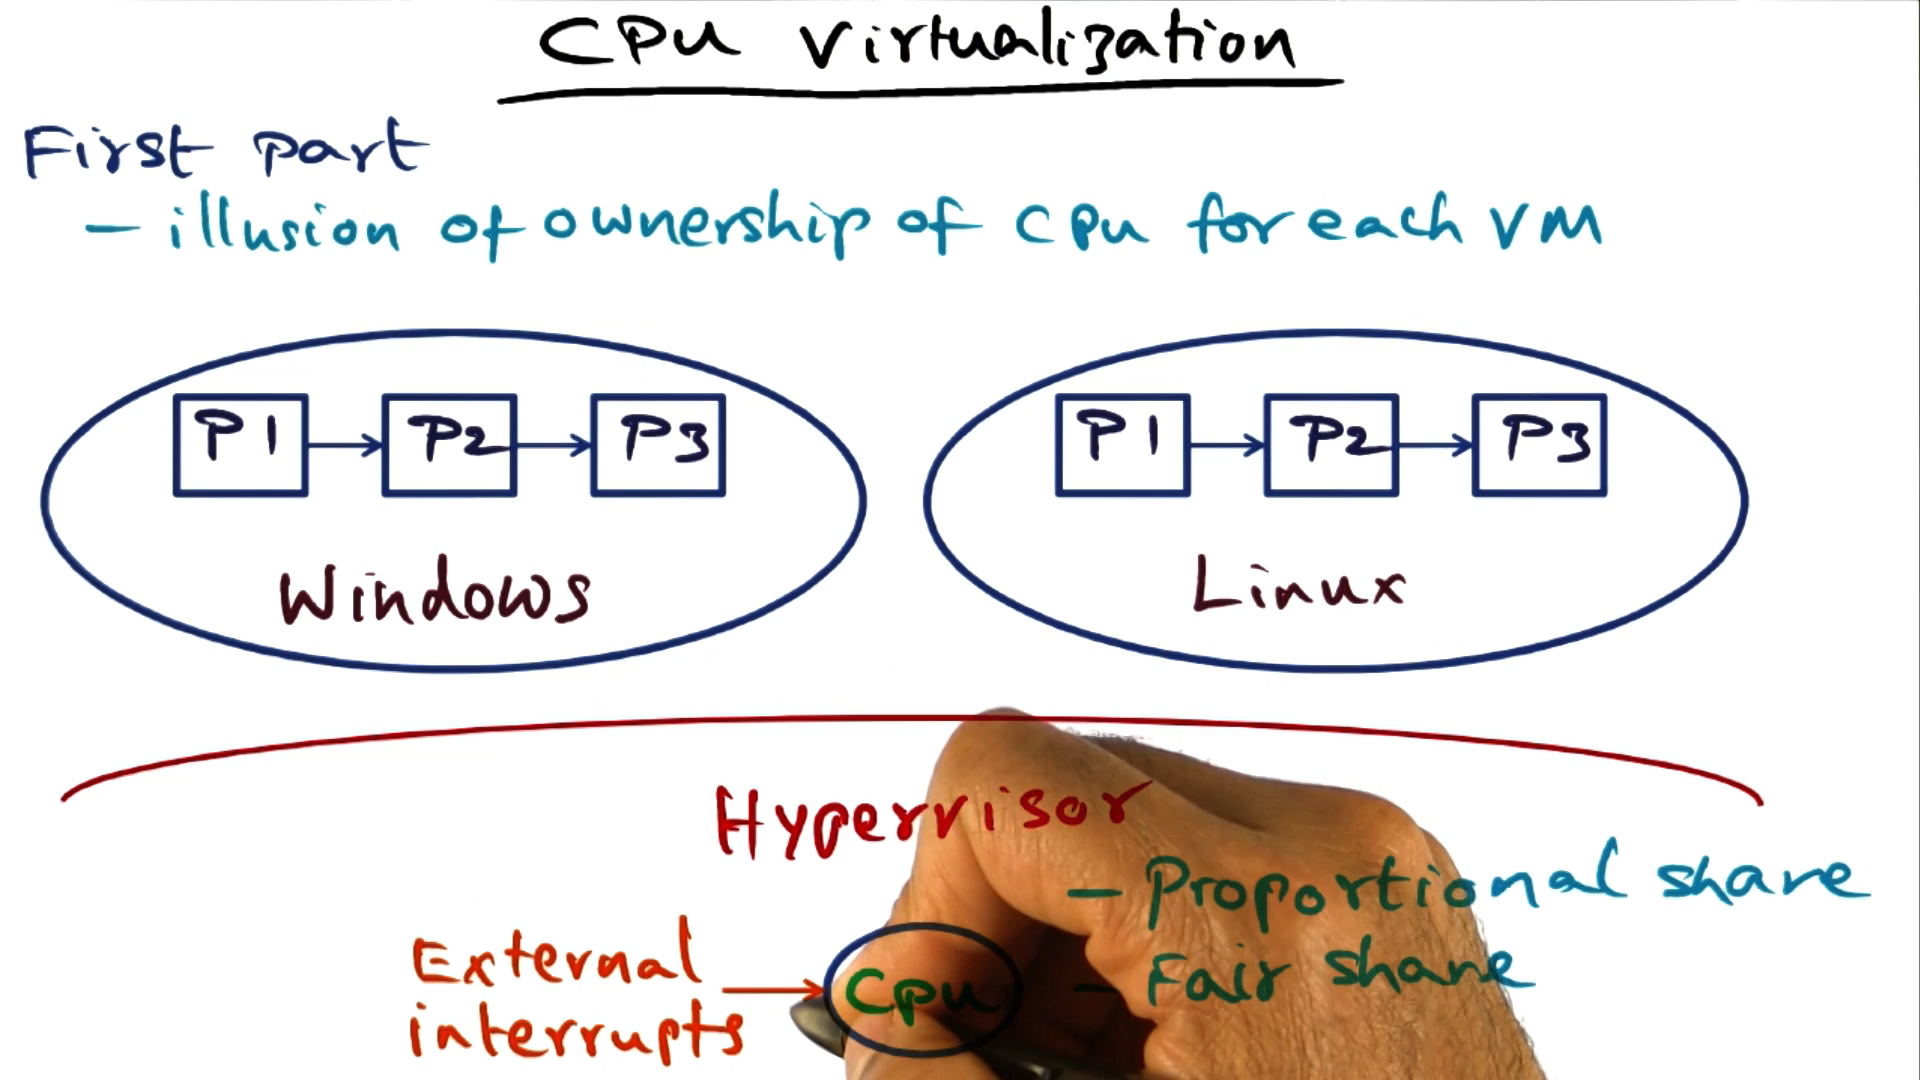 CPU Virtualization
First part
- illusion of ownership of CPU for each VM
P1 P2 P3
Windows
P1 P2 P3
Linux
Hypervisor
- Proportional share
- Fair share
External
interrupts
CPU